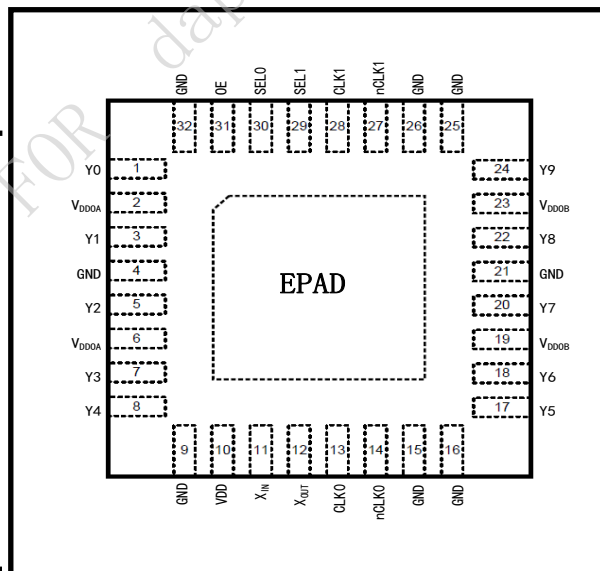 FOR dap
GND OE SEL0 SEL1 CLK1 nCLK1 GND GND
32 31 30 29 28 27 26 25
Y0 1 24 Y9
VDDOA 2 23 VDDOB
Y1 3 22 Y8
GND 4 21 GND
EPAD
Y2 5 20 Y7
VDDOA 6 19 VDDOB
Y3 7 18 Y6
Y4 8 17 Y5
9 10 11 12 13 14 15 16
GND VDD XIN XOUT CLK0 nCLK0 GND GND